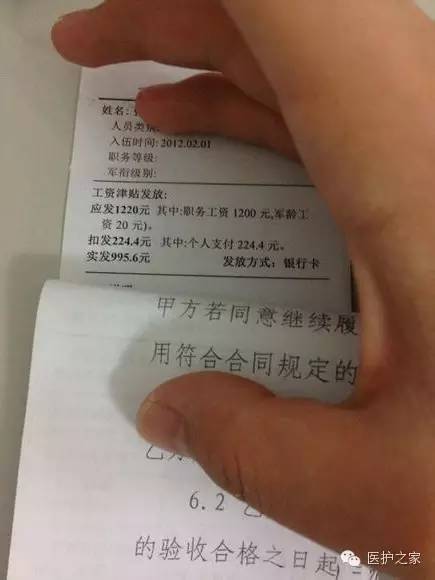 姓名:
人员类别:
入伍时间: 2012.02.01
职务等级:
军衔级别:
工资津贴发放:
应发1220元 其中:职务工资 1200 元,军龄工
资 20 元)。
扣发224.4元 其中:个人支付 224.4 元。
实发995.6元 发放方式: 银行卡
甲方若同意继续履
用符合合同规定的
6.2 乙
的验收合格之日起
医护之家